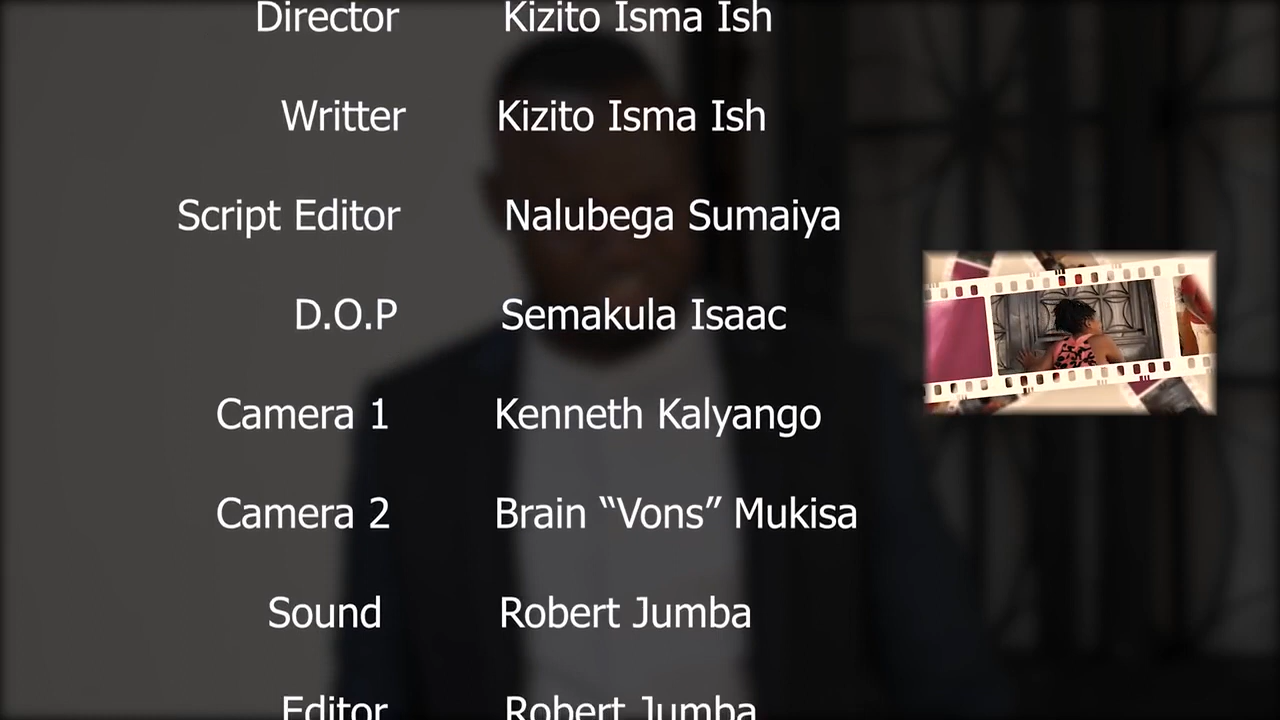 Director Kizito Isma Ish
Writter Kizito Isma Ish
Script Editor Nalubega Sumaiya
D.O.P Semakula Isaac
Camera 1 Kenneth Kalyango
Camera 2 Brain “Vons” Mukisa
Sound Robert Jumba
Editor Robert Jumba